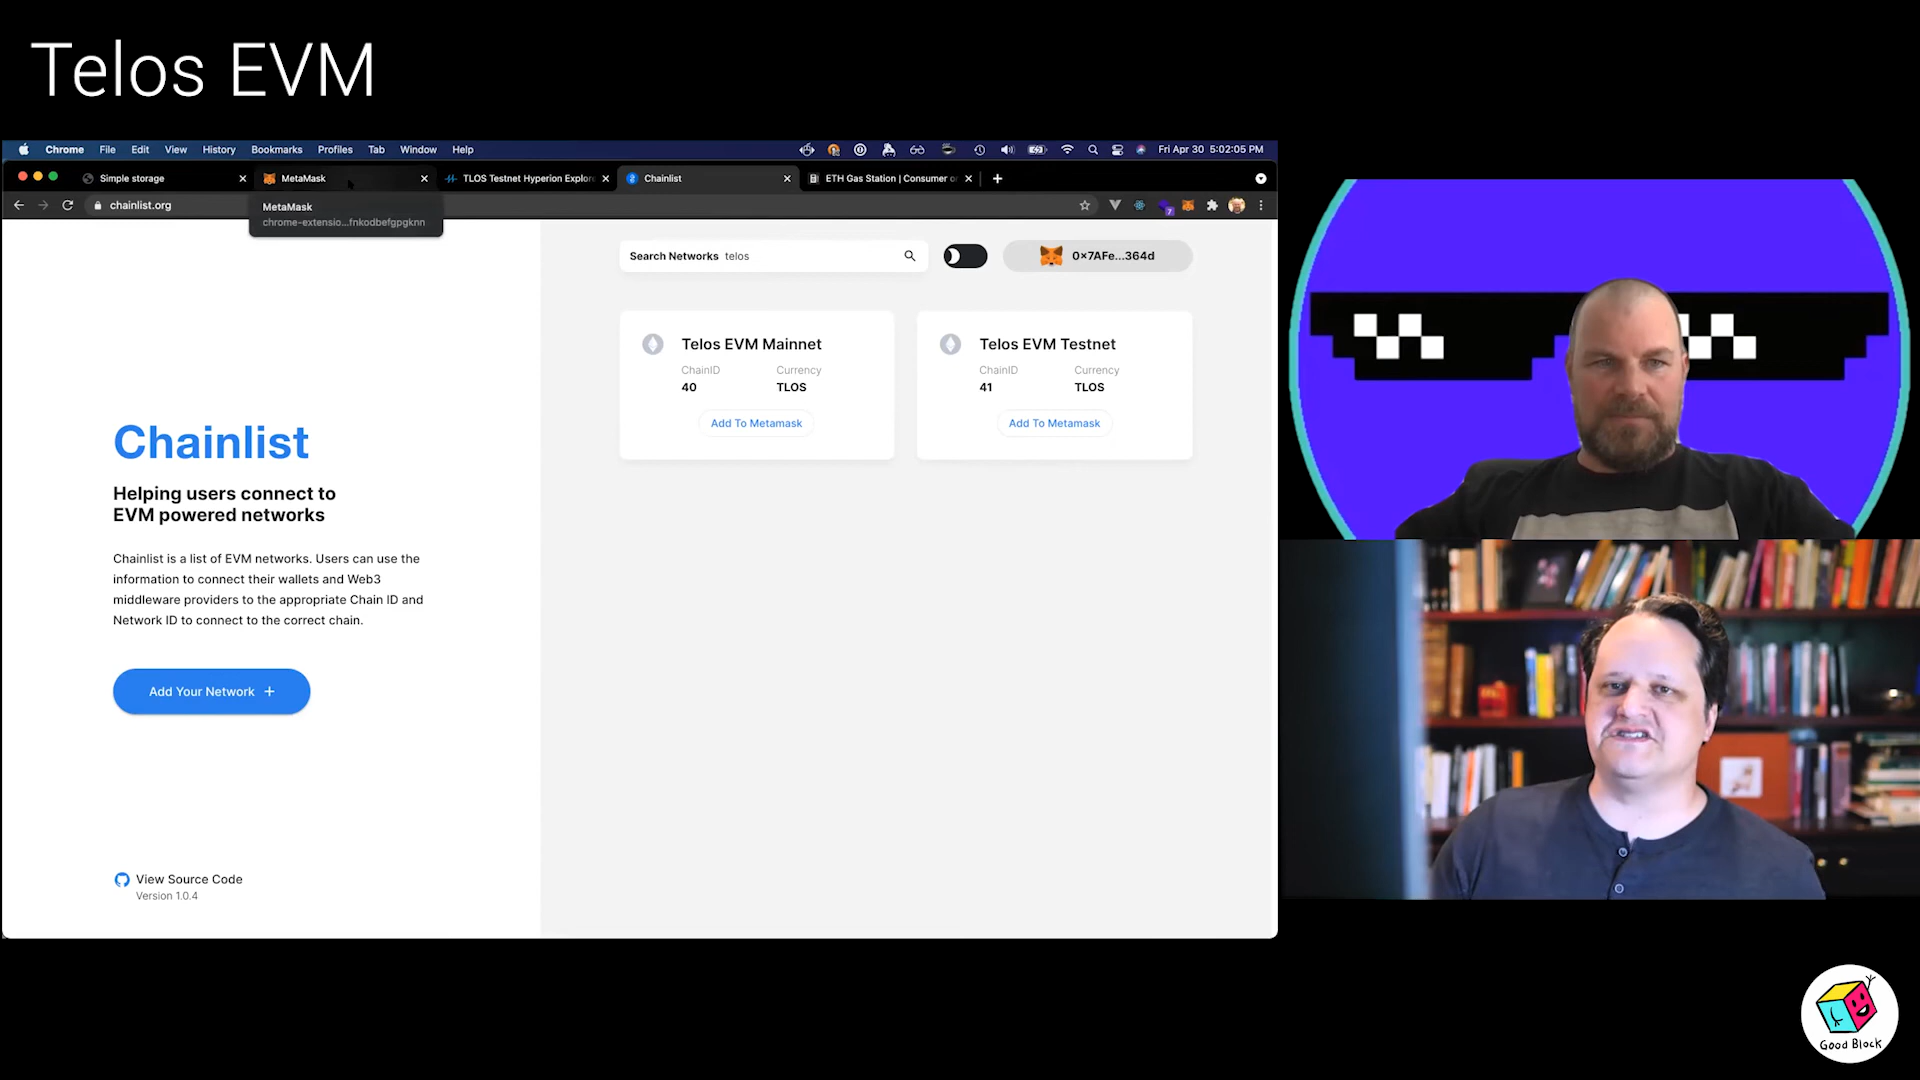 Telos EVM
Chrome File Edit View History Bookmarks Profiles Tab Window Help Fri Apr 30 5:02:05 PM
Simple storage MetaMask TLOS Testnet Hyperion Explor Chainlist ETH Gas Station | Consumer o
chainlist.org
MetaMask
chrome-extensio...fnkodbefgpgknn
7
Search Networks telos
0x7AFe...364d
Telos EVM Mainnet
ChainID Currency
40 TLOS
Add To Metamask
Telos EVM Testnet
ChainID Currency
41 TLOS
Add To Metamask
Chainlist
Helping users connect to
EVM powered networks
Chainlist is a list of EVM networks. Users can use the
information to connect their wallets and Web3
middleware providers to the appropriate Chain ID and
Network ID to connect to the correct chain.
Add Your Network +
View Source Code
Version 1.0.4
Good Block